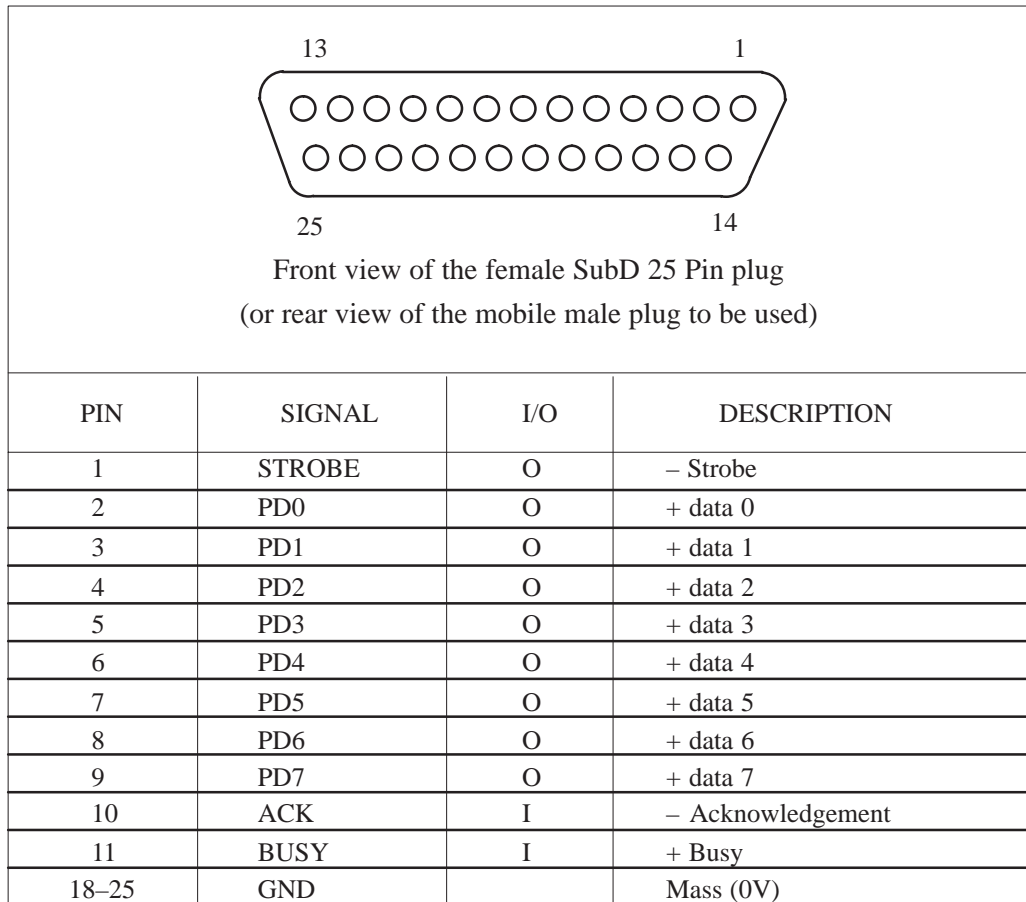 13 1
25 14
Front view of the female SubD 25 Pin plug
(or rear view of the mobile male plug to be used)
PIN SIGNAL I/O DESCRIPTION
1 STROBE O – Strobe
2 PD0 O + data 0
3 PD1 O + data 1
4 PD2 O + data 2
5 PD3 O + data 3
6 PD4 O + data 4
7 PD5 O + data 5
8 PD6 O + data 6
9 PD7 O + data 7
10 ACK I – Acknowledgement
11 BUSY I + Busy
18–25 GND Mass (0V)